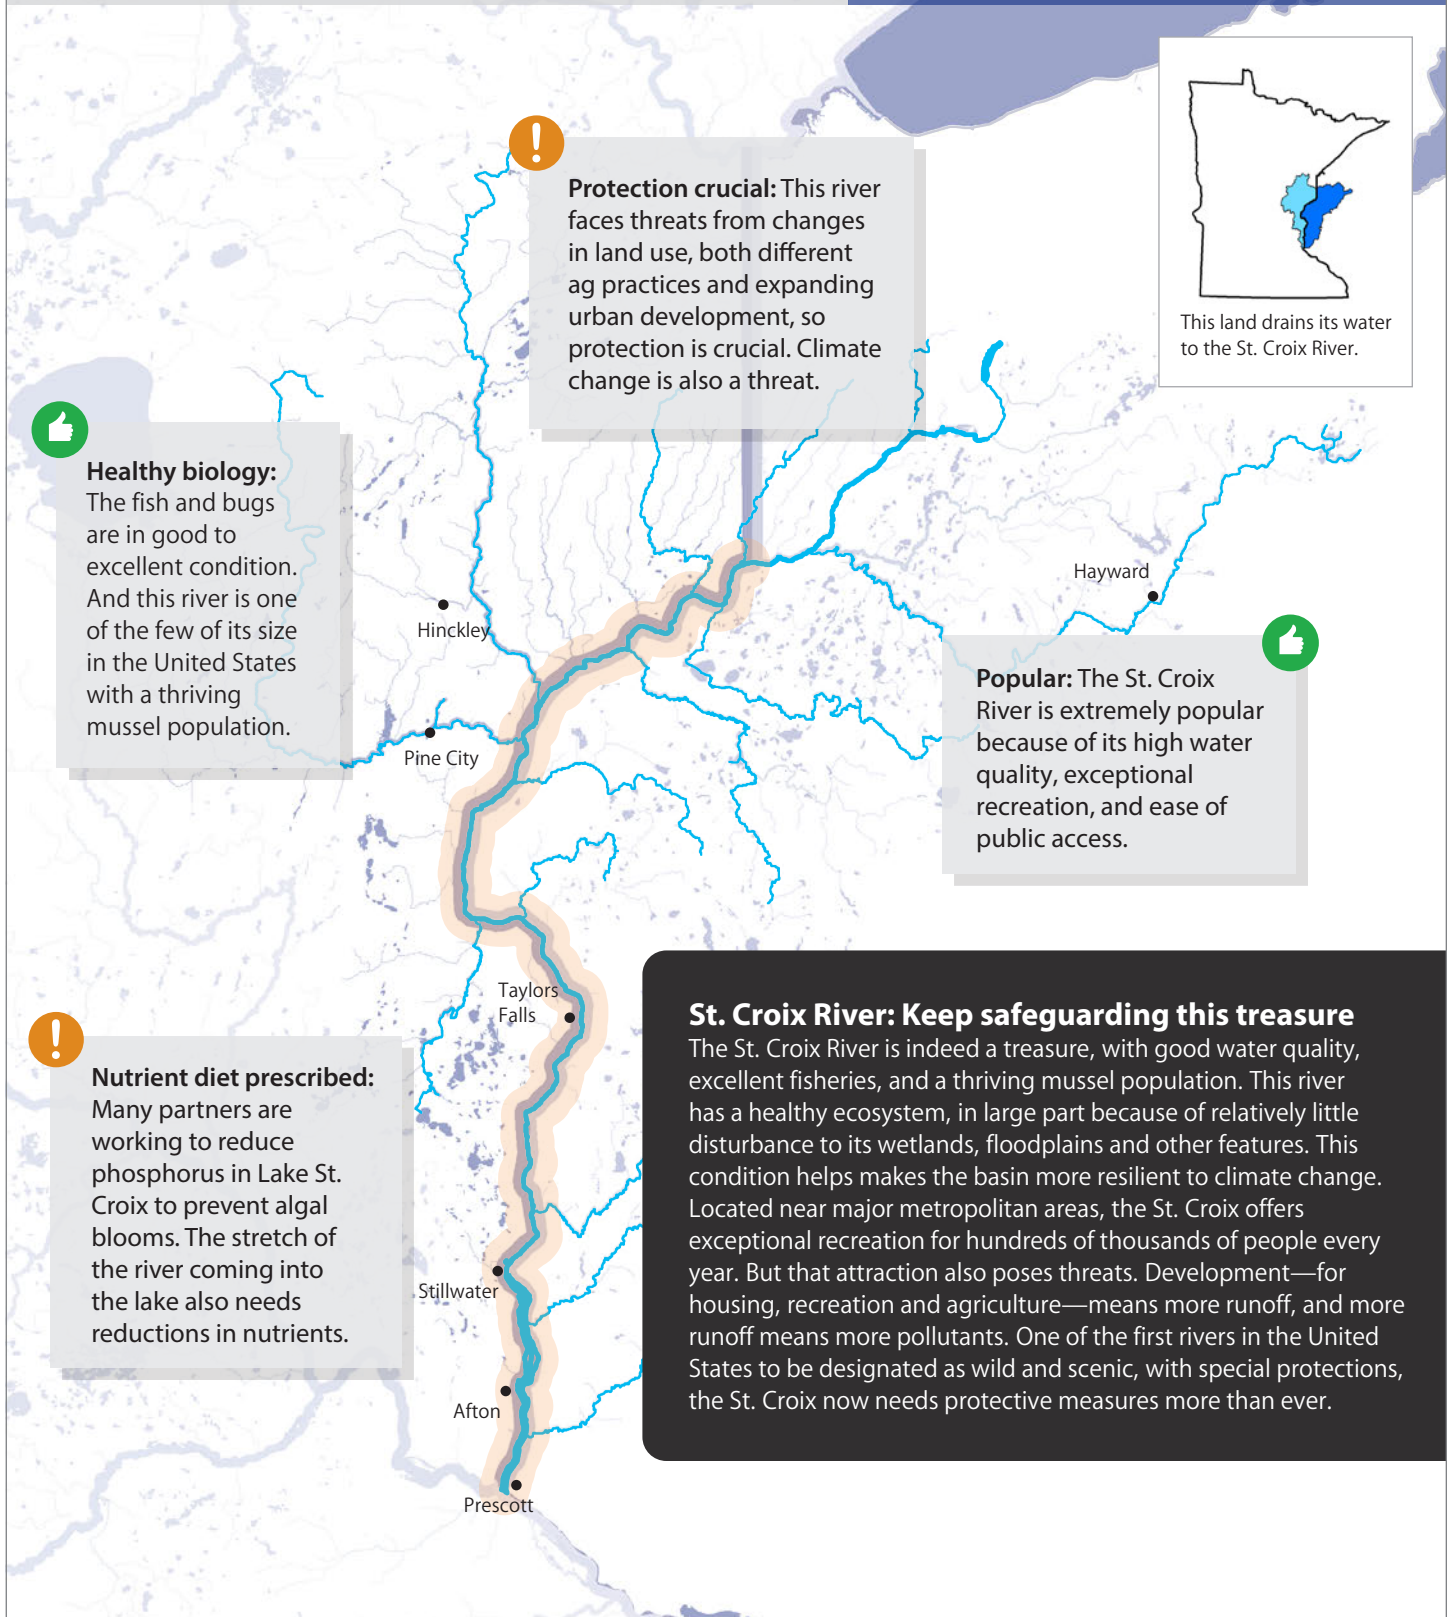 Protection crucial: This river
faces threats from changes
in land use, both different
ag practices and expanding
urban development, so
protection is crucial. Climate
change is also a threat.
This land drains its water
to the St. Croix River.
Healthy biology:
The fish and bugs
are in good to
excellent condition.
And this river is one
of the few of its size
in the United States
with a thriving
mussel population.
Hayward
Hinckley
Popular: The St. Croix
River is extremely popular
because of its high water
quality, exceptional
recreation, and ease of
public access.
Pine City
Taylors
Falls
Nutrient diet prescribed:
Many partners are
working to reduce
phosphorus in Lake St.
Croix to prevent algal
blooms. The stretch of
the river coming into
the lake also needs
reductions in nutrients.
St. Croix River: Keep safeguarding this treasure
The St. Croix River is indeed a treasure, with good water quality,
excellent fisheries, and a thriving mussel population. This river
has a healthy ecosystem, in large part because of relatively little
disturbance to its wetlands, floodplains and other features. This
condition helps makes the basin more resilient to climate change.
Located near major metropolitan areas, the St. Croix offers
exceptional recreation for hundreds of thousands of people every
year. But that attraction also poses threats. Development—for
housing, recreation and agriculture—means more runoff, and more
runoff means more pollutants. One of the first rivers in the United
States to be designated as wild and scenic, with special protections,
the St. Croix now needs protective measures more than ever.
Stillwater
Afton
Prescott